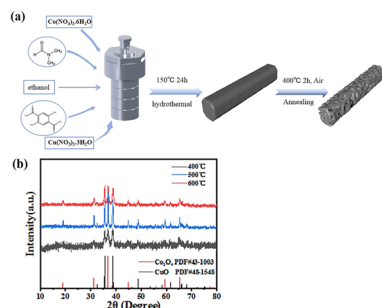 (a)
Co(NO₃)₂.6H₂O
H
N
CH₃
CH₃
ethanol
Cu(NO₃)₂.3H₂O
150℃ 24h
hydrothermal
400℃ 2h, Air
Annealing
(b)
Intensity(a.u.)
400℃
500℃
600℃
Co₃O₄ PDF#43-1003
CuO PDF#48-1548
10 20 30 40 50 60 70 80
2θ (Degree)